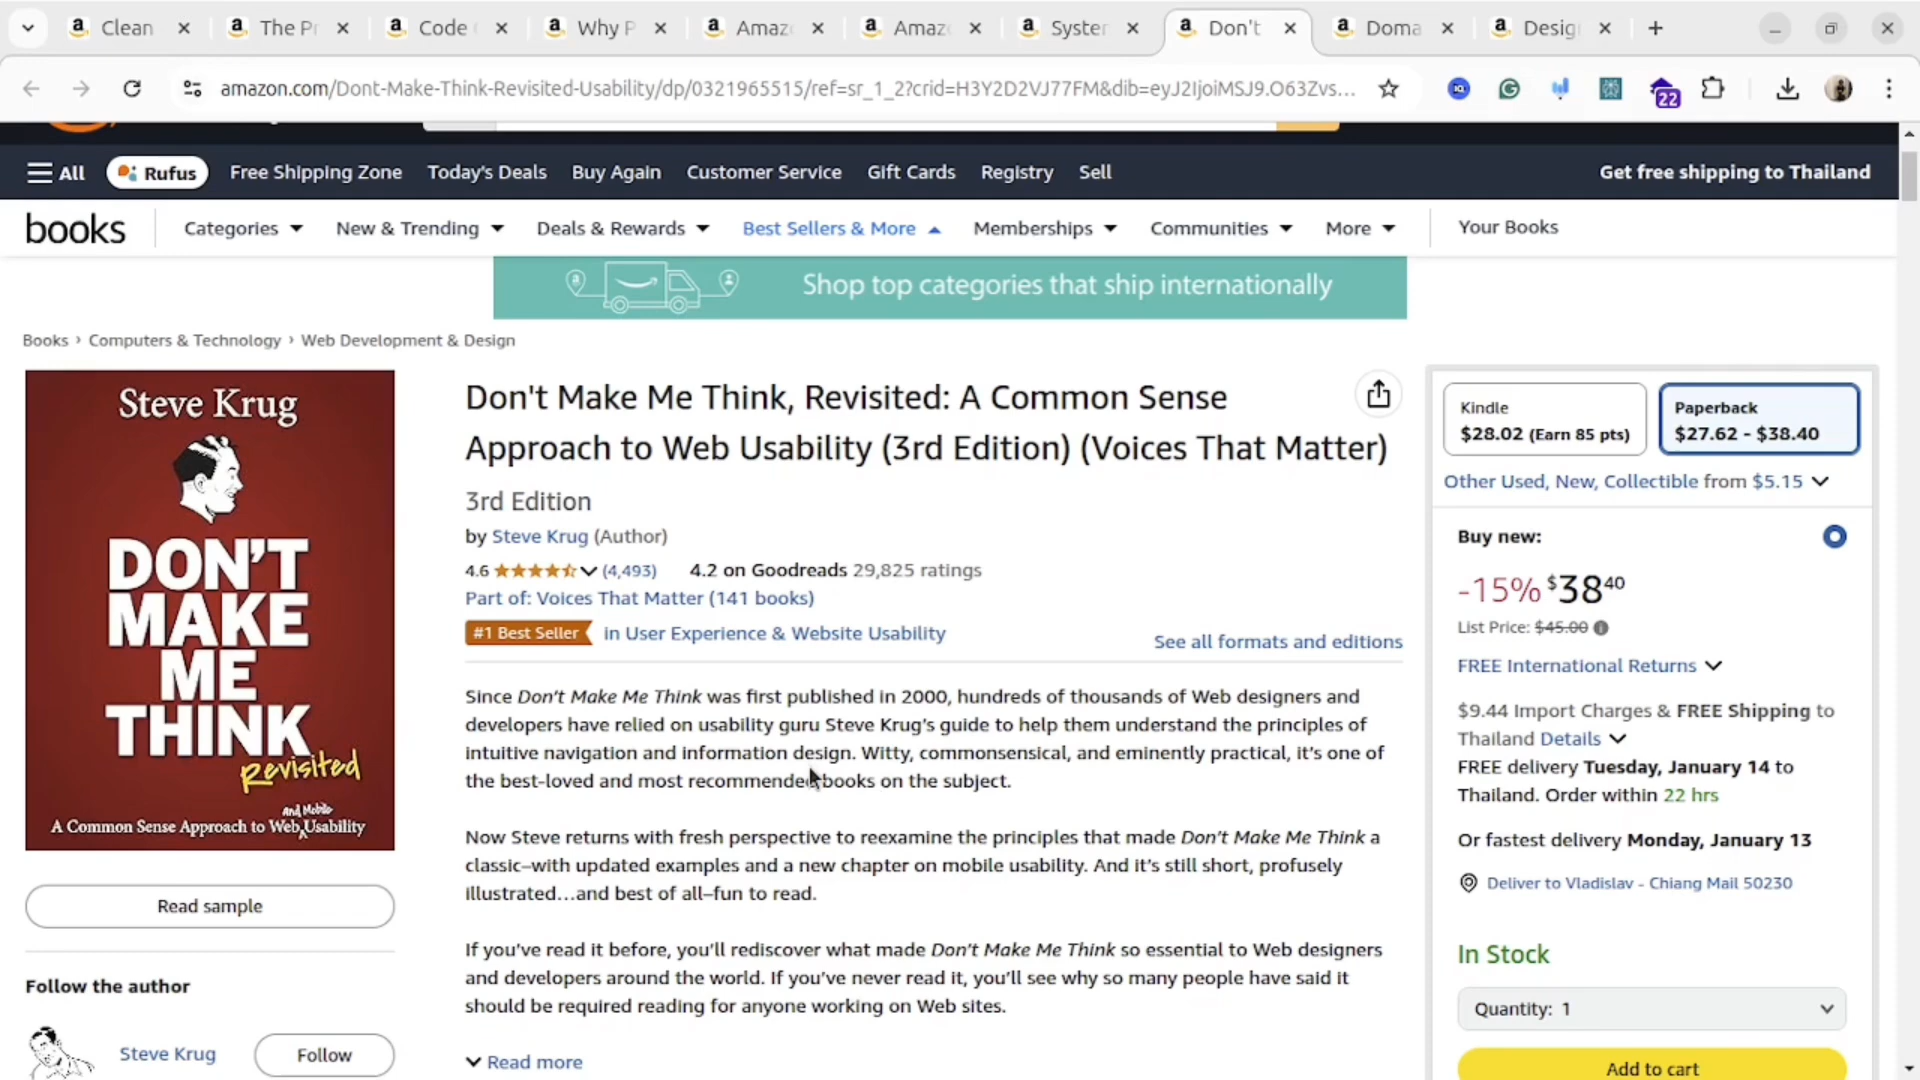 Clean
The Pr
Code
Why P
Amaz
Amaz
Syster
Don't
Doma
Desig
amazon.com/Dont-Make-Think-Revisited-Usability/dp/0321965515/ref=sr_1_2?crid=H3Y2D2VJ77FM&dib=eyJ2IjoiMSJ9.O63Zvs...
22
All
Rufus
Free Shipping Zone
Today's Deals
Buy Again
Customer Service
Gift Cards
Registry
Sell
Get free shipping to Thailand
books
Categories
New & Trending
Deals & Rewards
Best Sellers & More
Memberships
Communities
More
Your Books
Shop top categories that ship internationally
Books › Computers & Technology › Web Development & Design
Steve Krug
DON'T
MAKE
ME
THINK
Revisited
and Mobile
A Common Sense Approach to Web Usability
Read sample
Follow the author
Steve Krug
Follow
Don't Make Me Think, Revisited: A Common Sense
Approach to Web Usability (3rd Edition) (Voices That Matter)
3rd Edition
by Steve Krug (Author)
4.6 (4,493) 4.2 on Goodreads 29,825 ratings
Part of: Voices That Matter (141 books)
#1 Best Seller in User Experience & Website Usability
See all formats and editions
Since Don't Make Me Think was first published in 2000, hundreds of thousands of Web designers and
developers have relied on usability guru Steve Krug's guide to help them understand the principles of
intuitive navigation and information design. Witty, commonsensical, and eminently practical, it's one of
the best-loved and most recommended books on the subject.
Now Steve returns with fresh perspective to reexamine the principles that made Don't Make Me Think a
classic–with updated examples and a new chapter on mobile usability. And it's still short, profusely
illustrated...and best of all–fun to read.
If you've read it before, you'll rediscover what made Don't Make Me Think so essential to Web designers
and developers around the world. If you've never read it, you'll see why so many people have said it
should be required reading for anyone working on Web sites.
Read more
Kindle
$28.02 (Earn 85 pts)
Paperback
$27.62 - $38.40
Other Used, New, Collectible from $5.15
Buy new:
-15% $38 40
List Price: $45.00
FREE International Returns
$9.44 Import Charges & FREE Shipping to
Thailand Details
FREE delivery Tuesday, January 14 to
Thailand. Order within 22 hrs
Or fastest delivery Monday, January 13
Deliver to Vladislav - Chiang Mail 50230
In Stock
Quantity: 1
Add to cart